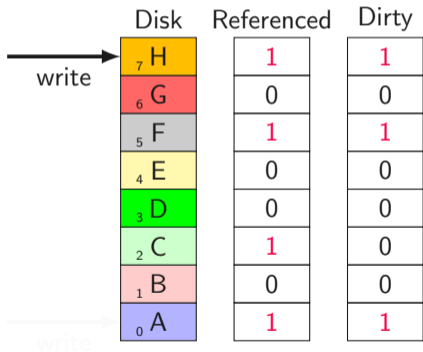 Disk Referenced Dirty
7 H 1 1
write
6 G 0 0
5 F 1 1
4 E 0 0
3 D 0 0
2 C 1 0
1 B 0 0
0 A 1 1
write